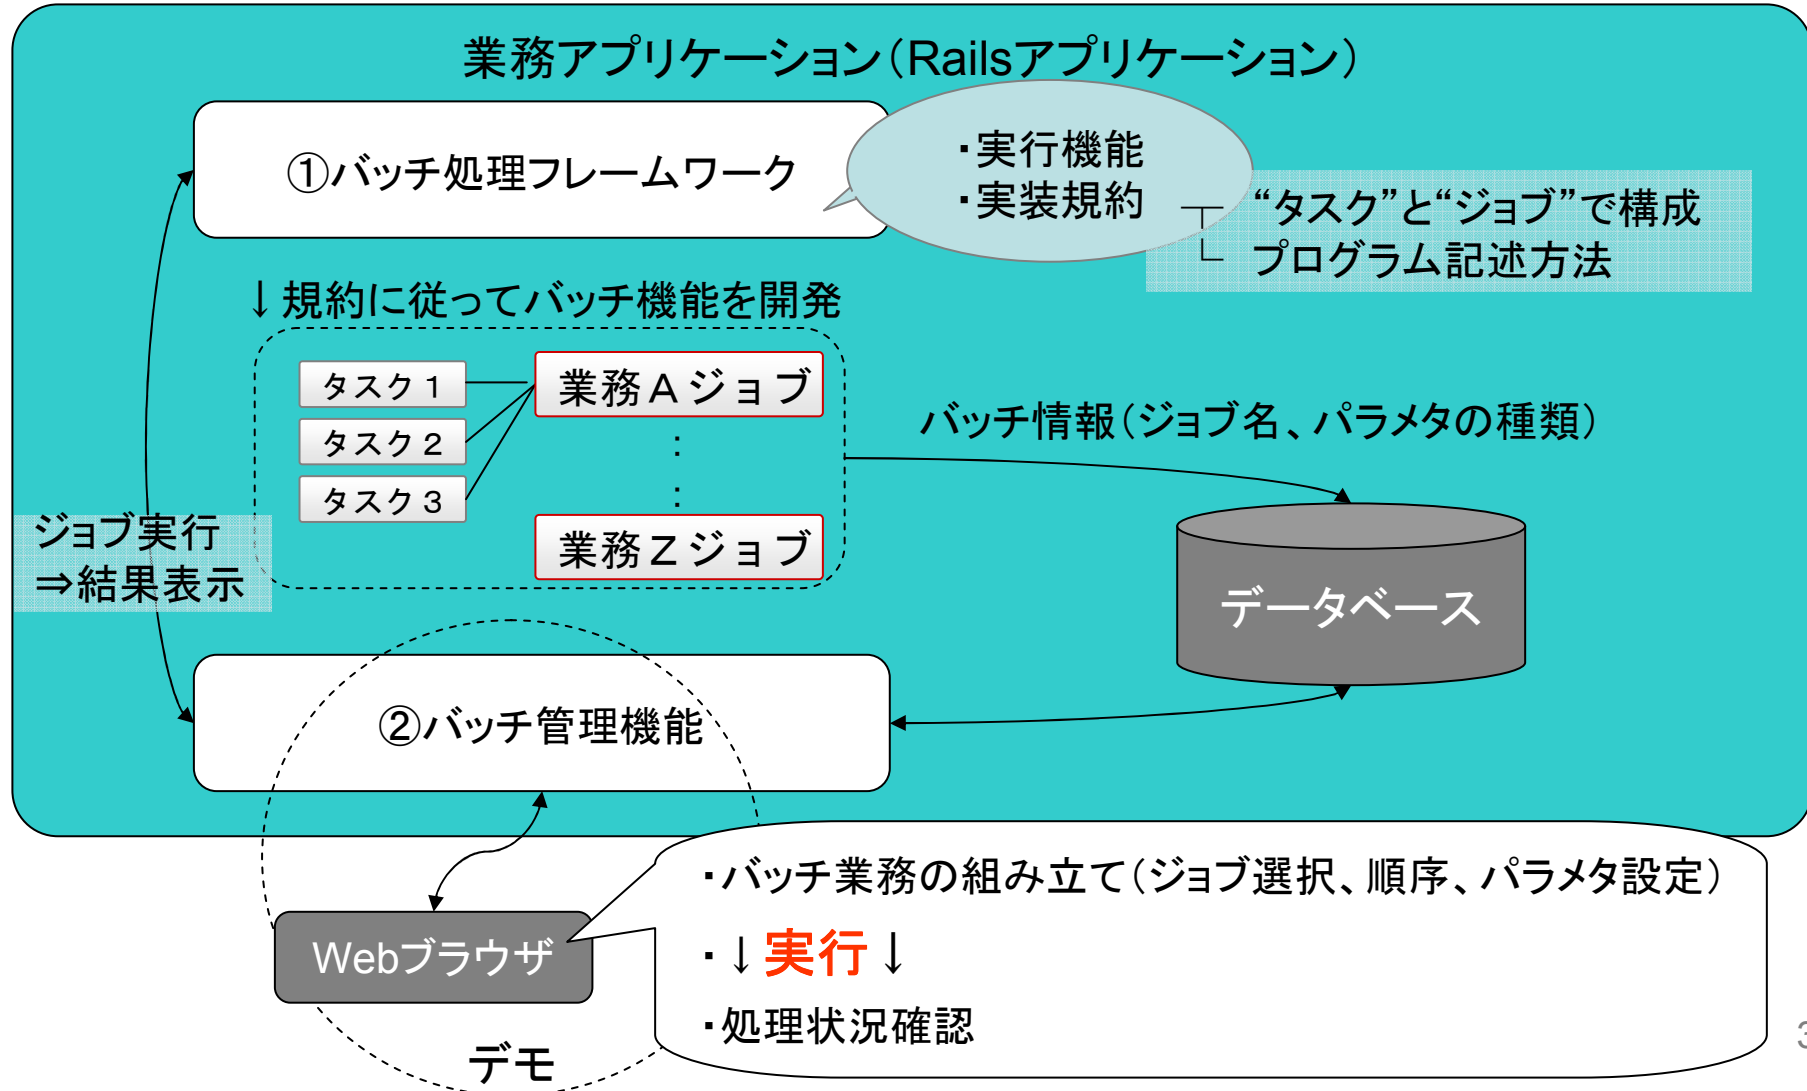 業務アプリケーション（Railsアプリケーション）
①バッチ処理フレームワーク
・実行機能
・実装規約
“タスク”と“ジョブ”で構成
プログラム記述方法
↓規約に従ってバッチ機能を開発
タスク１
タスク２
タスク３
業務Ａジョブ
：
：
業務Ｚジョブ
バッチ情報（ジョブ名、パラメタの種類）
ジョブ実行
⇒結果表示
データベース
②バッチ管理機能
Webブラウザ
・バッチ業務の組み立て（ジョブ選択、順序、パラメタ設定）
・↓実行↓
・処理状況確認
デモ